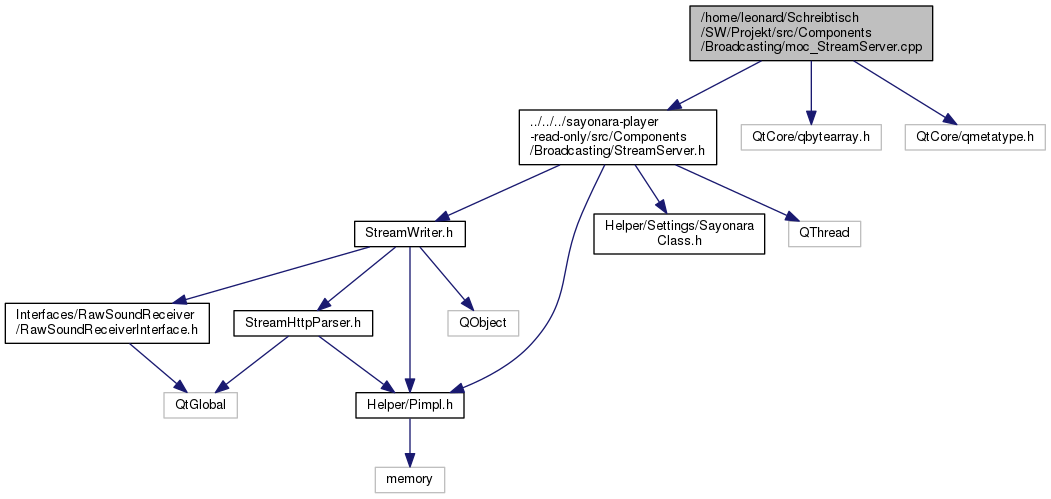 /home/leonard/Schreibtisch
/SW/Projekt/src/Components
/Broadcasting/moc_StreamServer.cpp
../../../sayonara-player
-read-only/src/Components
/Broadcasting/StreamServer.h
QtCore/qbytearray.h
QtCore/qmetatype.h
StreamWriter.h
Helper/Settings/Sayonara
Class.h
QThread
Interfaces/RawSoundReceiver
/RawSoundReceiverInterface.h
StreamHttpParser.h
QObject
QtGlobal
Helper/Pimpl.h
memory